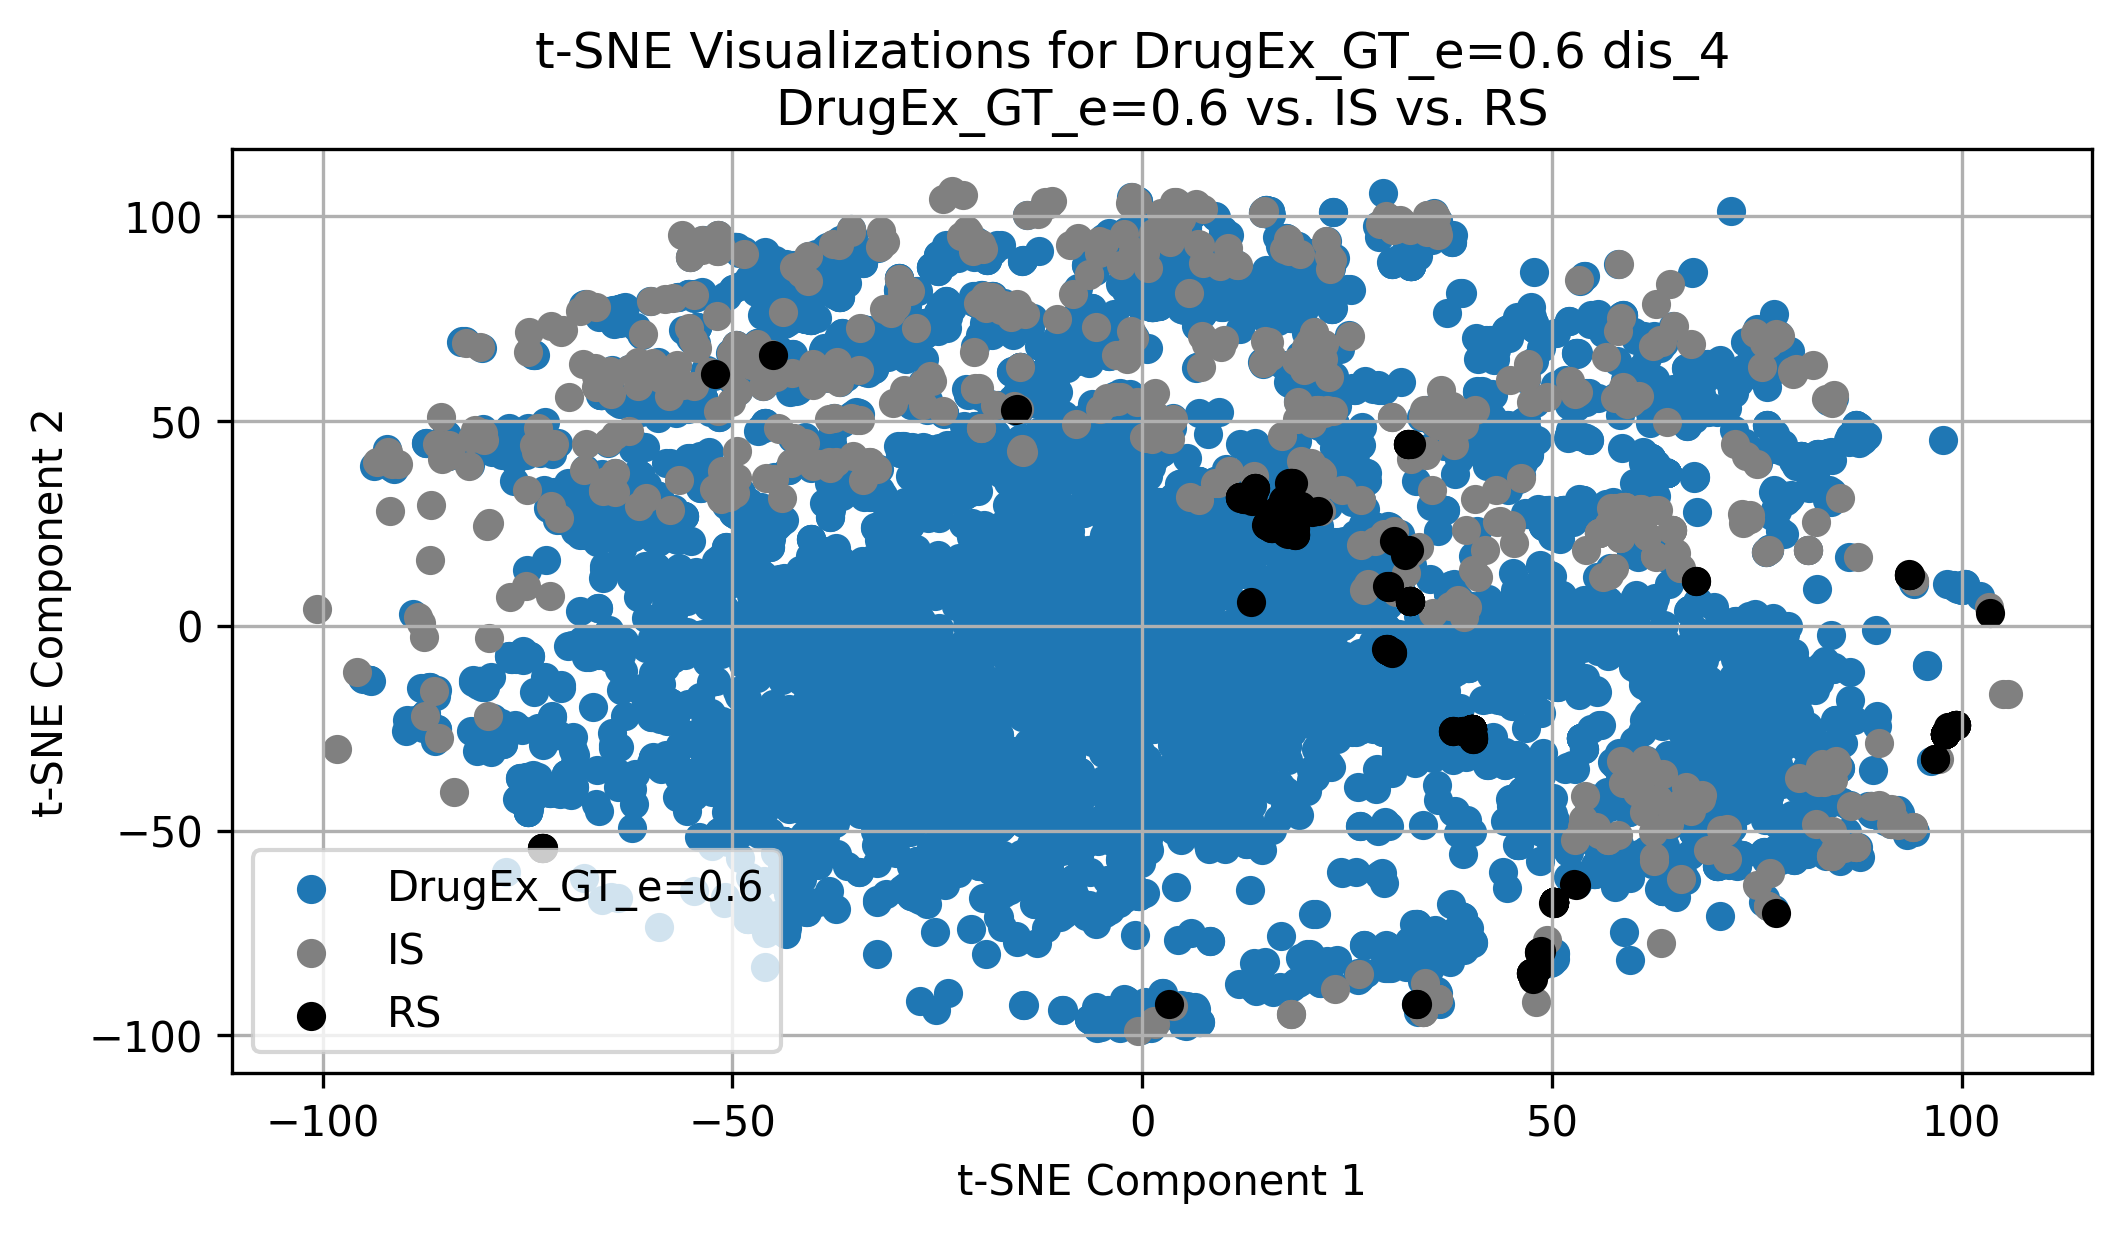 t-SNE Visualizations for DrugEx_GT_e=0.6 dis_4
DrugEx_GT_e=0.6 vs. IS vs. RS
100
50
0
−50
−100
t-SNE Component 2
DrugEx_GT_e=0.6
IS
RS
−100
−50
0
50
100
t-SNE Component 1